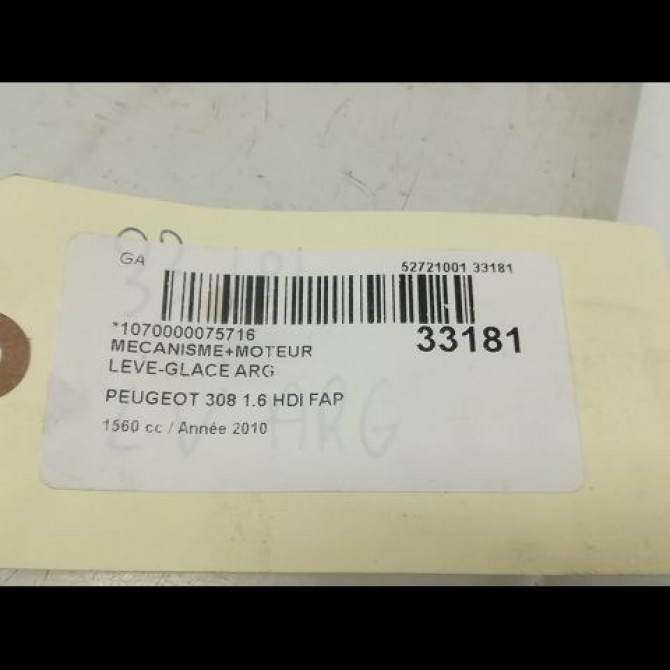 GA
52721001 33181
*1070000075716
33181
MECANISME+MOTEUR
LEVE-GLACE ARG
PEUGEOT 308 1.6 HDI FAP
1560 cc / Année 2010
ARG